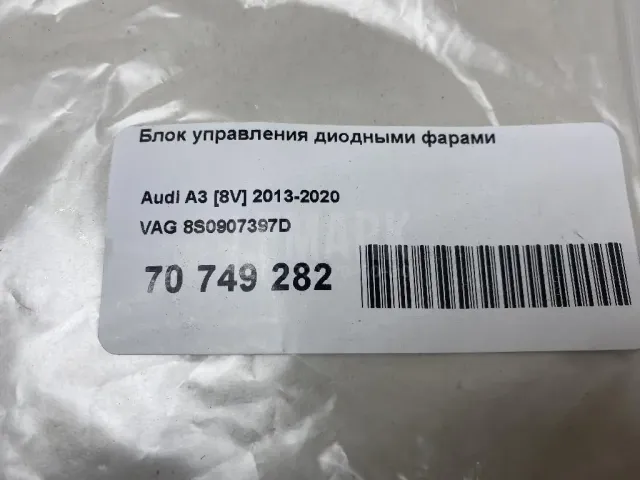 Блок управления диодными фарами
Audi A3 [8V] 2013-2020
VAG 8S0907397D
70 749 282